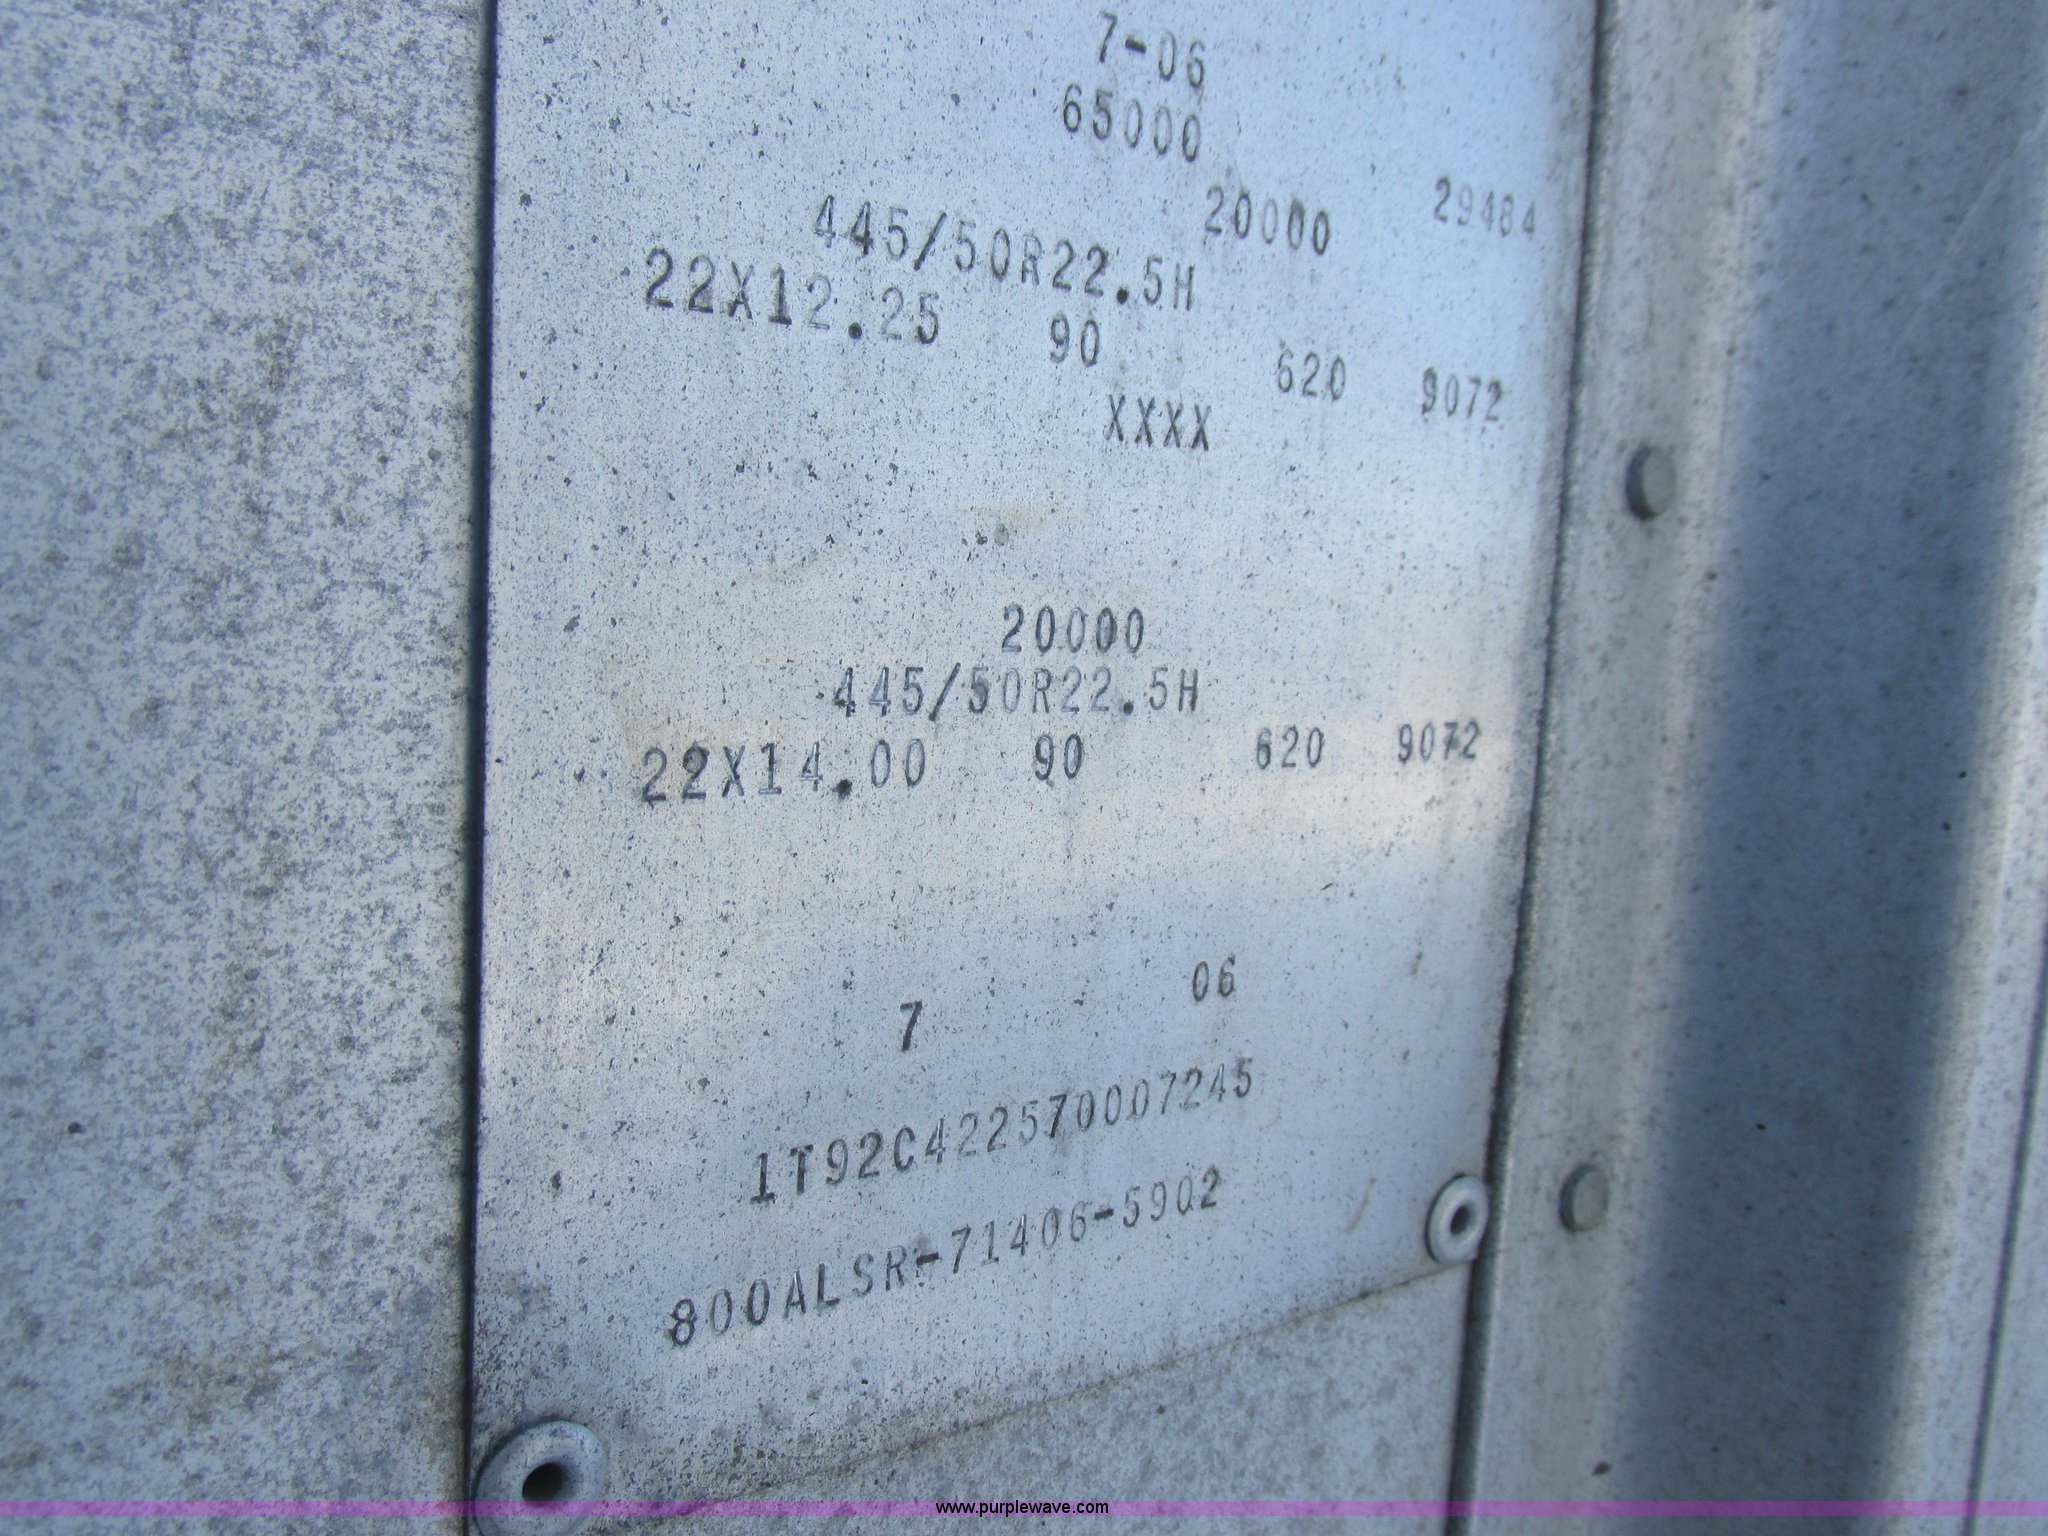 7-06
65000
20000 29484
445/50R22.5H
22X12.25 90 620 9072
XXXX
20000
445/50R22.5H
22X14.00 90 620 9072
7 06
1T92C422570007245
800ALSR-71406-5902
www.purplewave.com